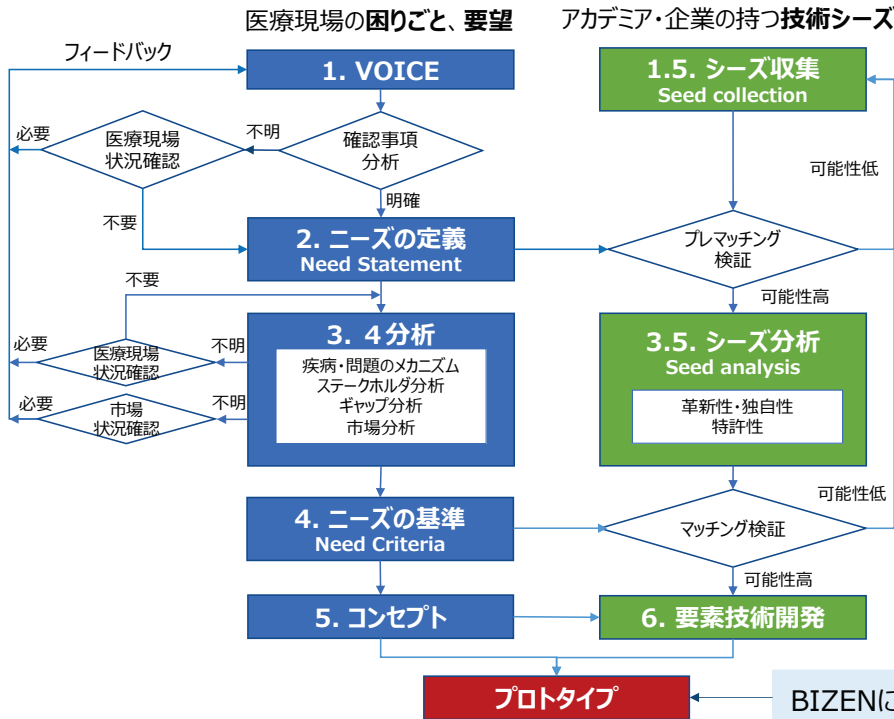 医療現場の困りごと、要望
アカデミア・企業の持つ技術シーズ
フィードバック
1. VOICE
1.5. シーズ収集
Seed collection
必要
医療現場
状況確認
不明
確認事項
分析
可能性低
明確
不要
2. ニーズの定義
Need Statement
プレマッチング
検証
不要
可能性高
3. 4分析
疾病・問題のメカニズム
ステークホルダ分析
ギャップ分析
市場分析
3.5. シーズ分析
Seed analysis
革新性・独自性
特許性
必要
医療現場
状況確認
不明
必要
市場
状況確認
不明
可能性低
4. ニーズの基準
Need Criteria
マッチング検証
可能性高
5. コンセプト
6. 要素技術開発
プロトタイプ
BIZENに